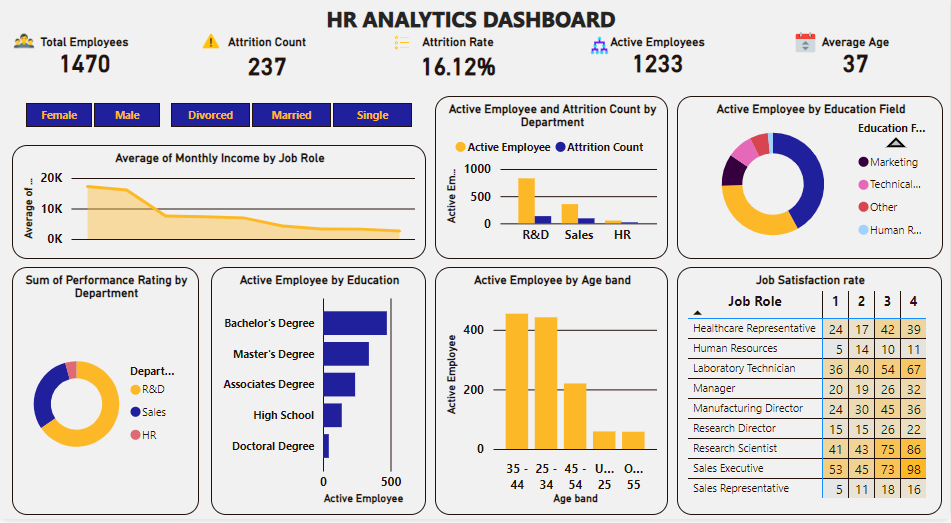 HR ANALYTICS DASHBOARD
Total Employees
1470
Attrition Count
237
Attrition Rate
16.12%
Active Employees
1233
Average Age
37
Female Male Divorced Married Single
Average of Monthly Income by Job Role
Average of ...
20K
10K
0K
Active Employee and Attrition Count by
Department
Active Employee Attrition Count
Active Em...
1000
500
0
R&D Sales HR
Active Employee by Education Field
Education F...
Marketing
Technical...
Other
Human R...
Sum of Performance Rating by
Department
Depart...
R&D
Sales
HR
Active Employee by Education
Bachelor's Degree
Master's Degree
Associates Degree
High School
Doctoral Degree
0 500
Active Employee
Active Employee by Age band
Active Employee
400
200
0
35 - 25 - 45 - U... O...
44 34 54 25 55
Age band
Job Satisfaction rate
Job Role 1 2 3 4
Healthcare Representative 24 17 42 39
Human Resources 5 14 10 11
Laboratory Technician 36 40 54 67
Manager 20 19 26 32
Manufacturing Director 24 30 45 36
Research Director 15 15 26 22
Research Scientist 41 43 75 86
Sales Executive 53 45 73 98
Sales Representative 5 11 18 16